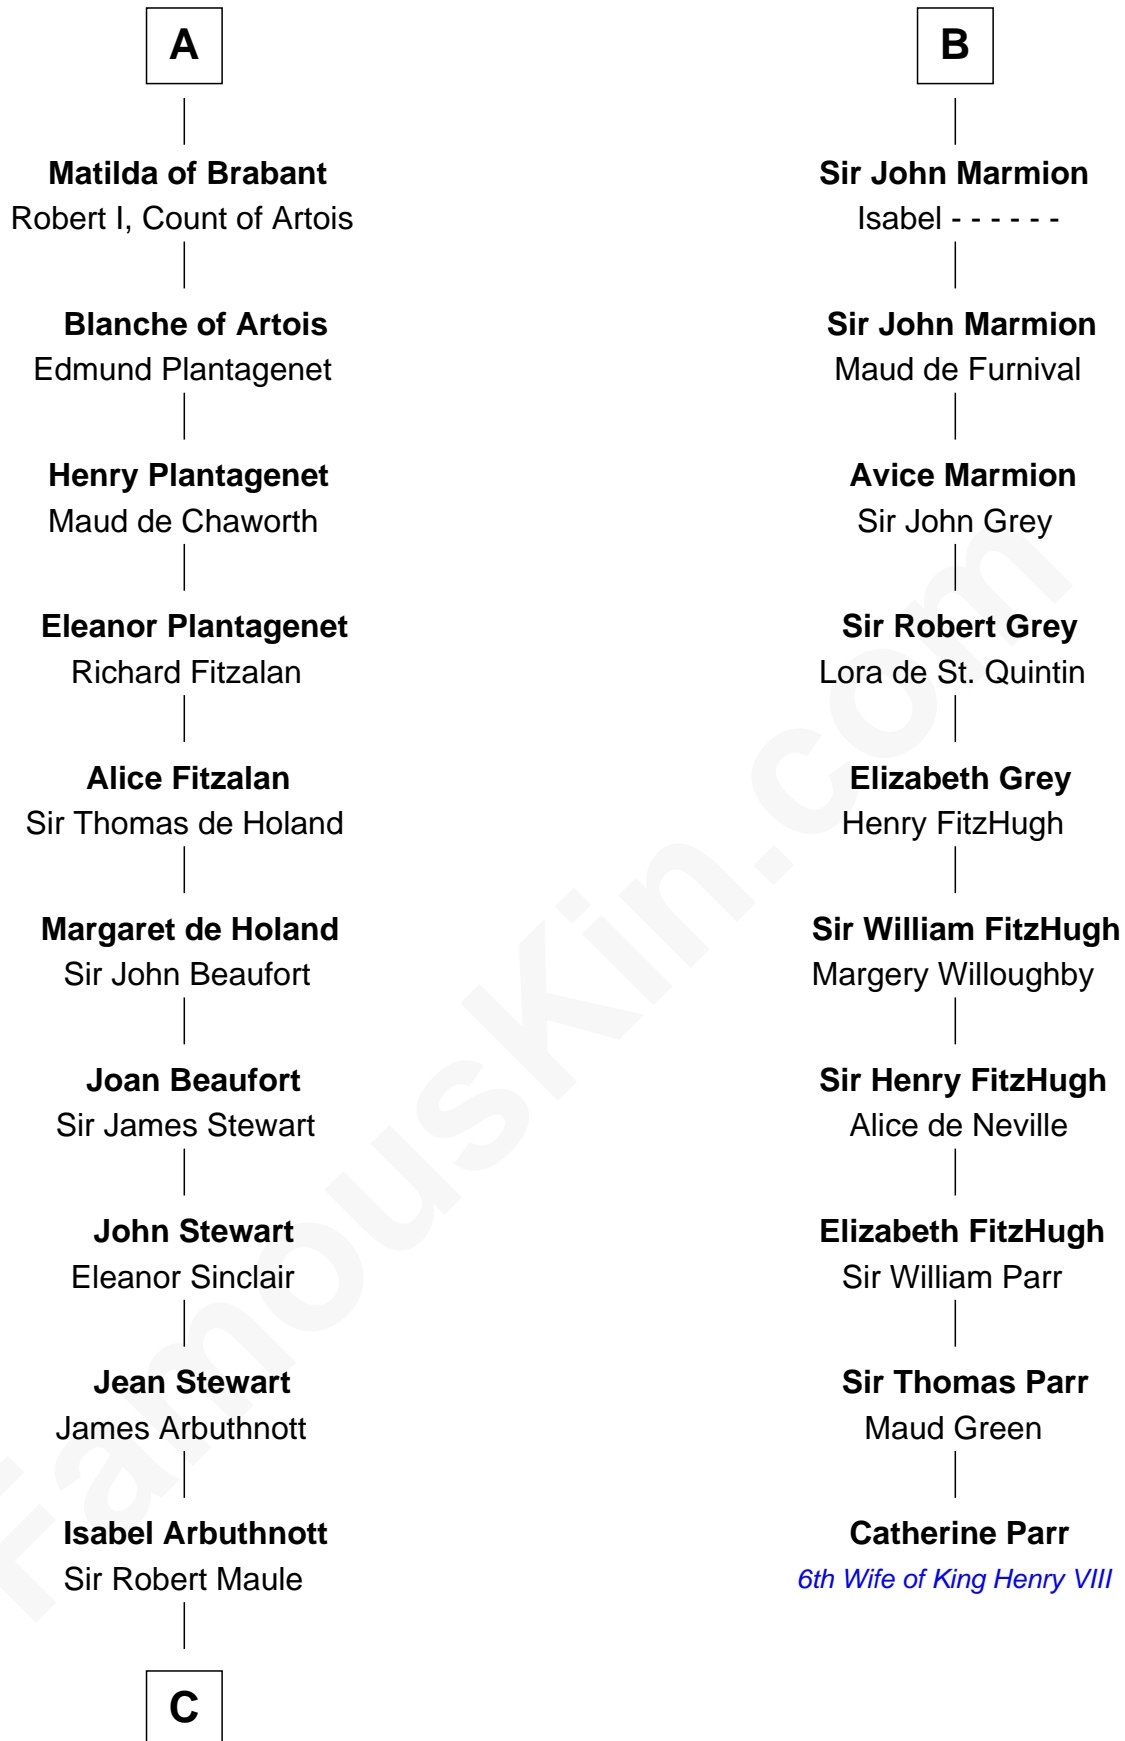 A
Matilda of Brabant
Robert I, Count of Artois
Blanche of Artois
Edmund Plantagenet
Henry Plantagenet
Maud de Chaworth
Eleanor Plantagenet
Richard Fitzalan
Alice Fitzalan
Sir Thomas de Holand
Margaret de Holand
Sir John Beaufort
Joan Beaufort
Sir James Stewart
John Stewart
Eleanor Sinclair
Jean Stewart
James Arbuthnott
Isabel Arbuthnott
Sir Robert Maule
C
B
Sir John Marmion
Isabel - - - - - -
Sir John Marmion
Maud de Furnival
Avice Marmion
Sir John Grey
Sir Robert Grey
Lora de St. Quintin
Elizabeth Grey
Henry FitzHugh
Sir William FitzHugh
Margery Willoughby
Sir Henry FitzHugh
Alice de Neville
Elizabeth FitzHugh
Sir William Parr
Sir Thomas Parr
Maud Green
Catherine Parr
6th Wife of King Henry VIII
FamousKin.com